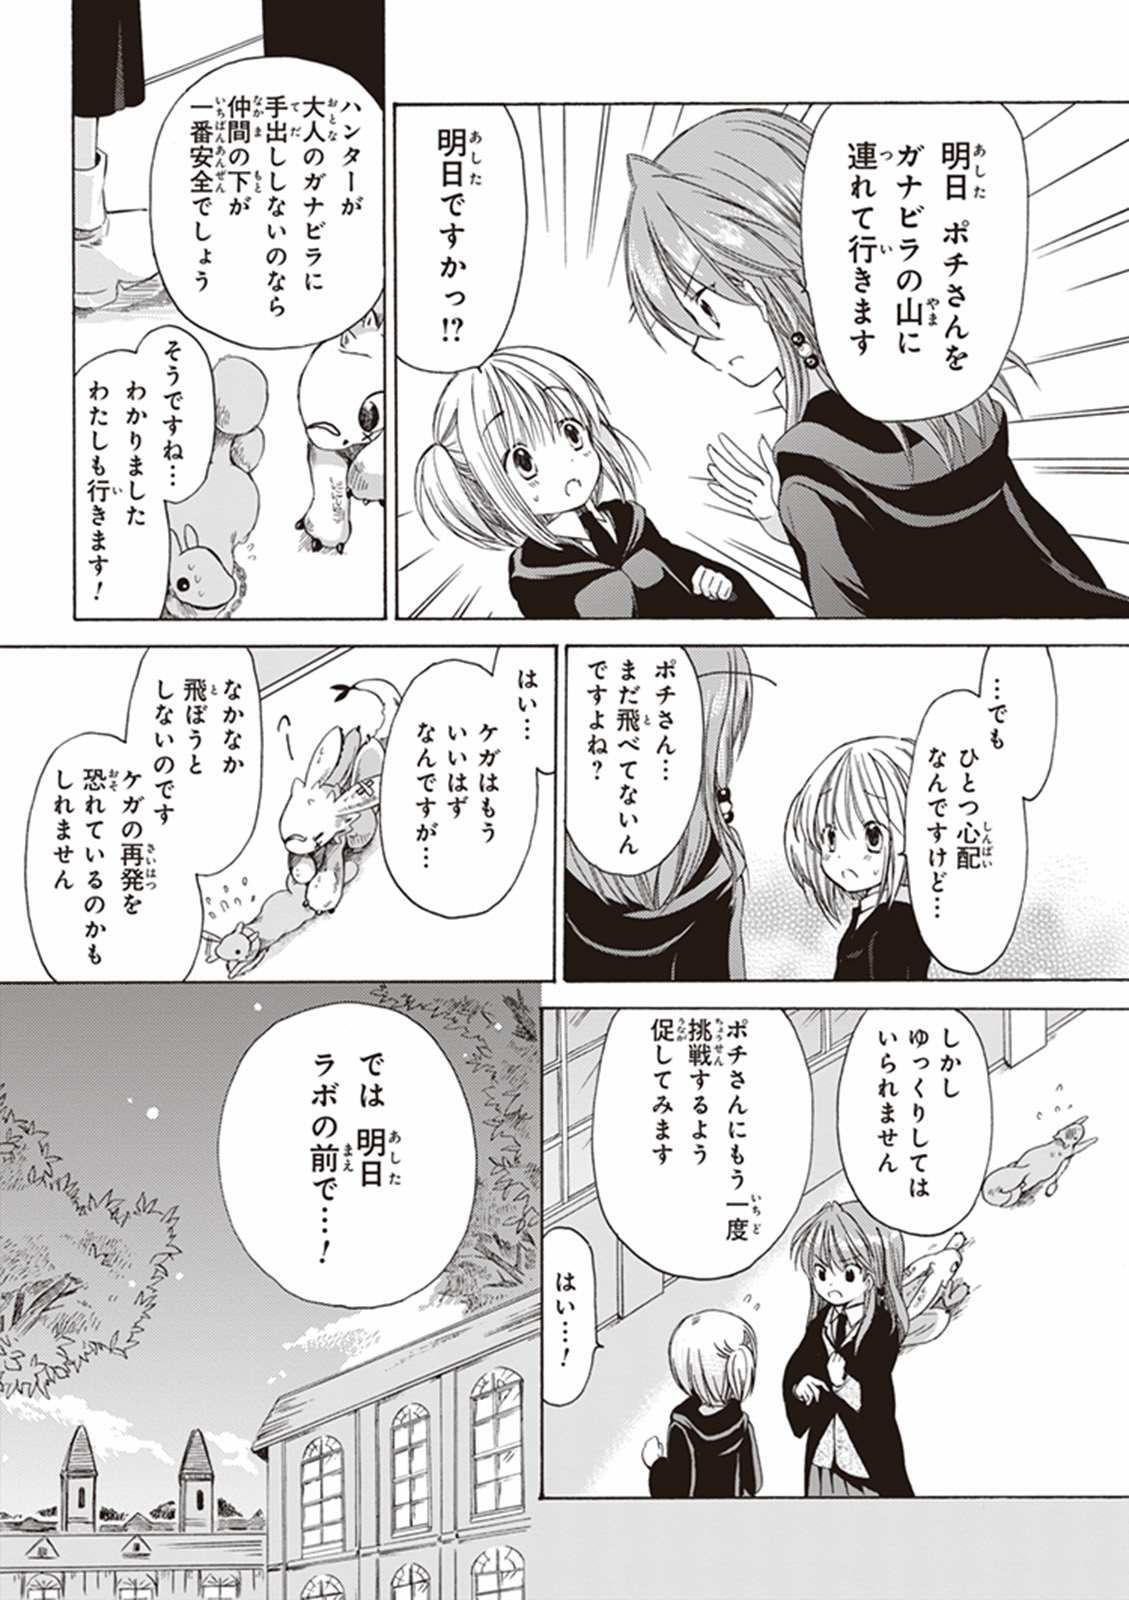 明日 ポチさんを
ガナビラの山に
連れて行きます
明日ですかっ!?
ハンターが
大人のガナビラに
手出ししないのなら
仲間の下が
一番安全でしょう
そうですね…
わかりました
わたしも行きます!
…でも
ひとつ心配
なんですけど…
ポチさん…
まだ飛べてないん
ですよね?
はい…
ケガはもう
いいはず
なんですが…
なかなか
飛ぼうと
しないのです
ケガの再発を
恐れているのかも
しれません
しかし
ゆっくりしては
いられません
ポチさんにもう一度
挑戦するよう
促してみます
はい…!
では 明日
ラボの前で…!